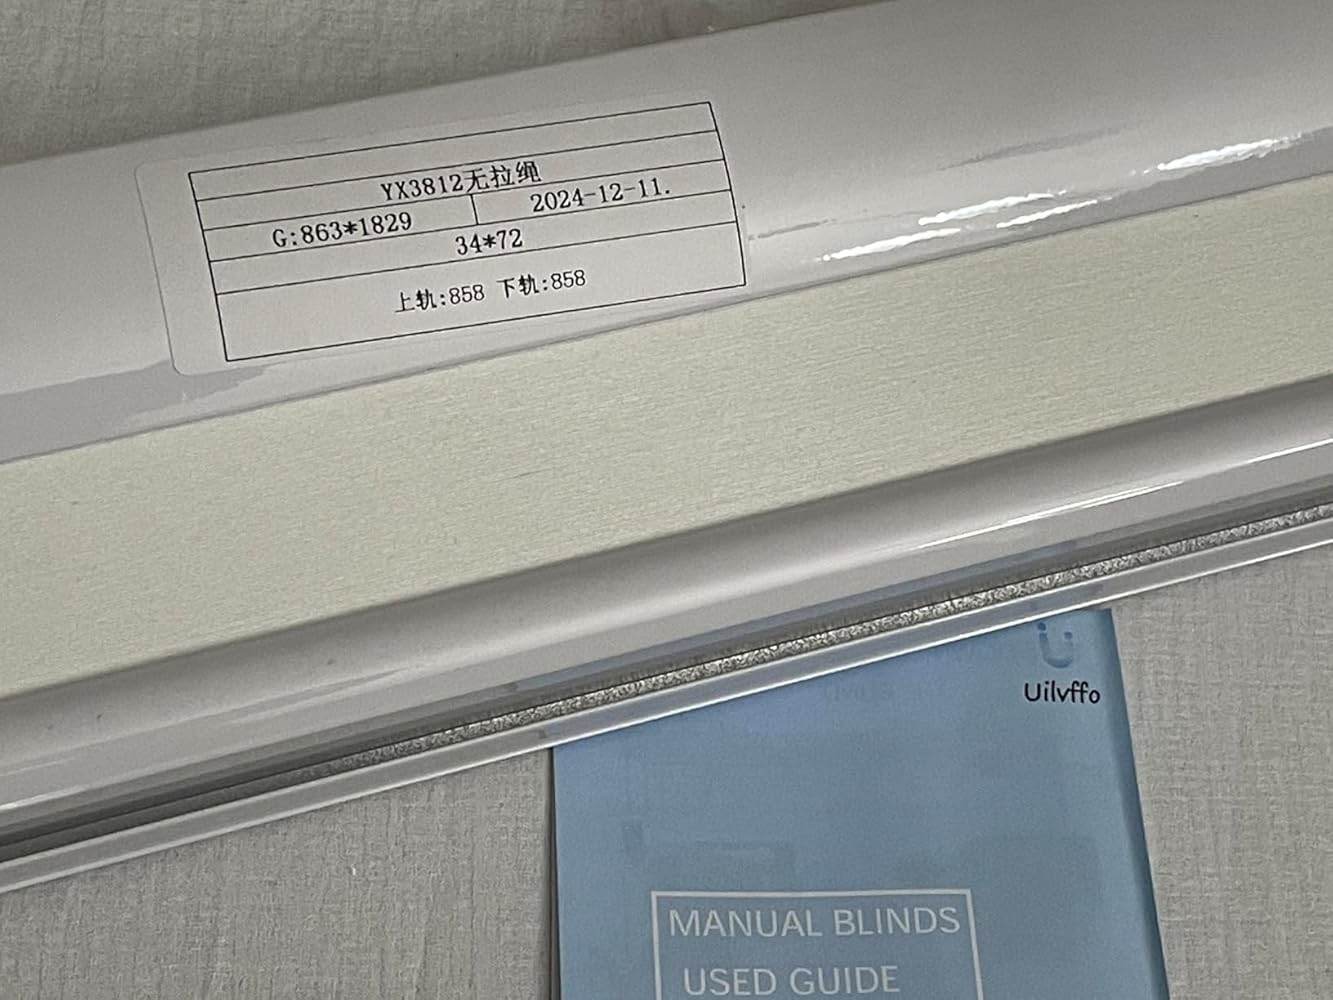 YX3812无拉绳
G:863*1829 2024-12-11.
34*72
上轨:858 下轨:858
Uilvffo
MANUAL BLINDS
USED GUIDE